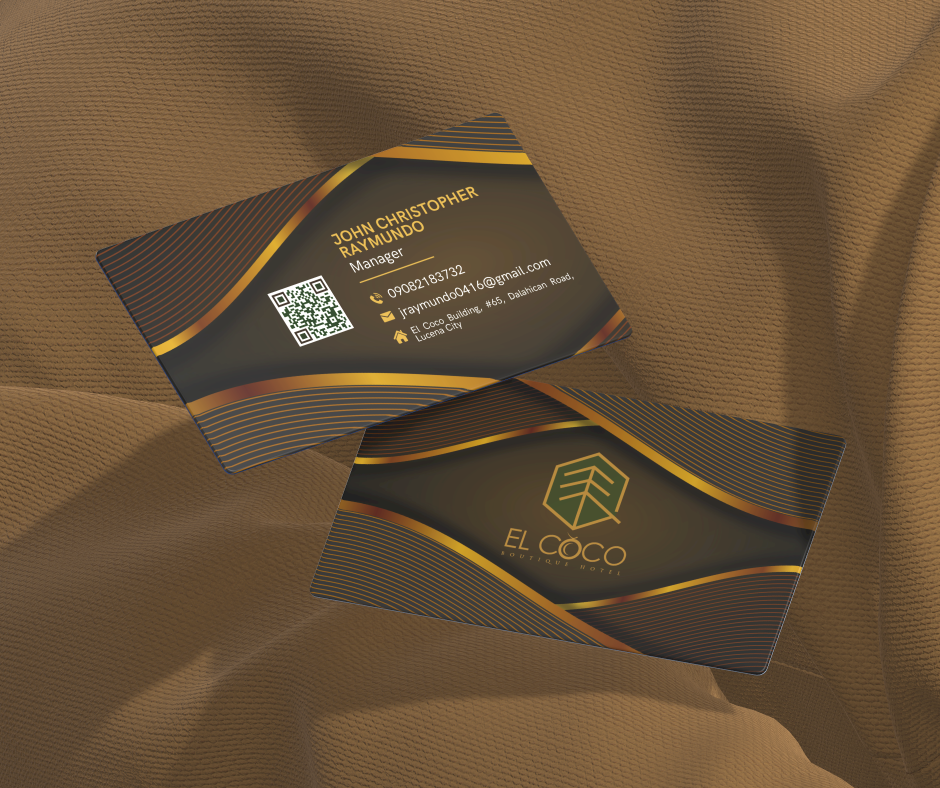 JOHN CHRISTOPHER
RAYMUNDO
Manager
09082183732
jraymundo0416@gmail.com
El Coco Building, #65, Dalahican Road,
Lucena City
EL COCO
BOUTIQUE HOTEL